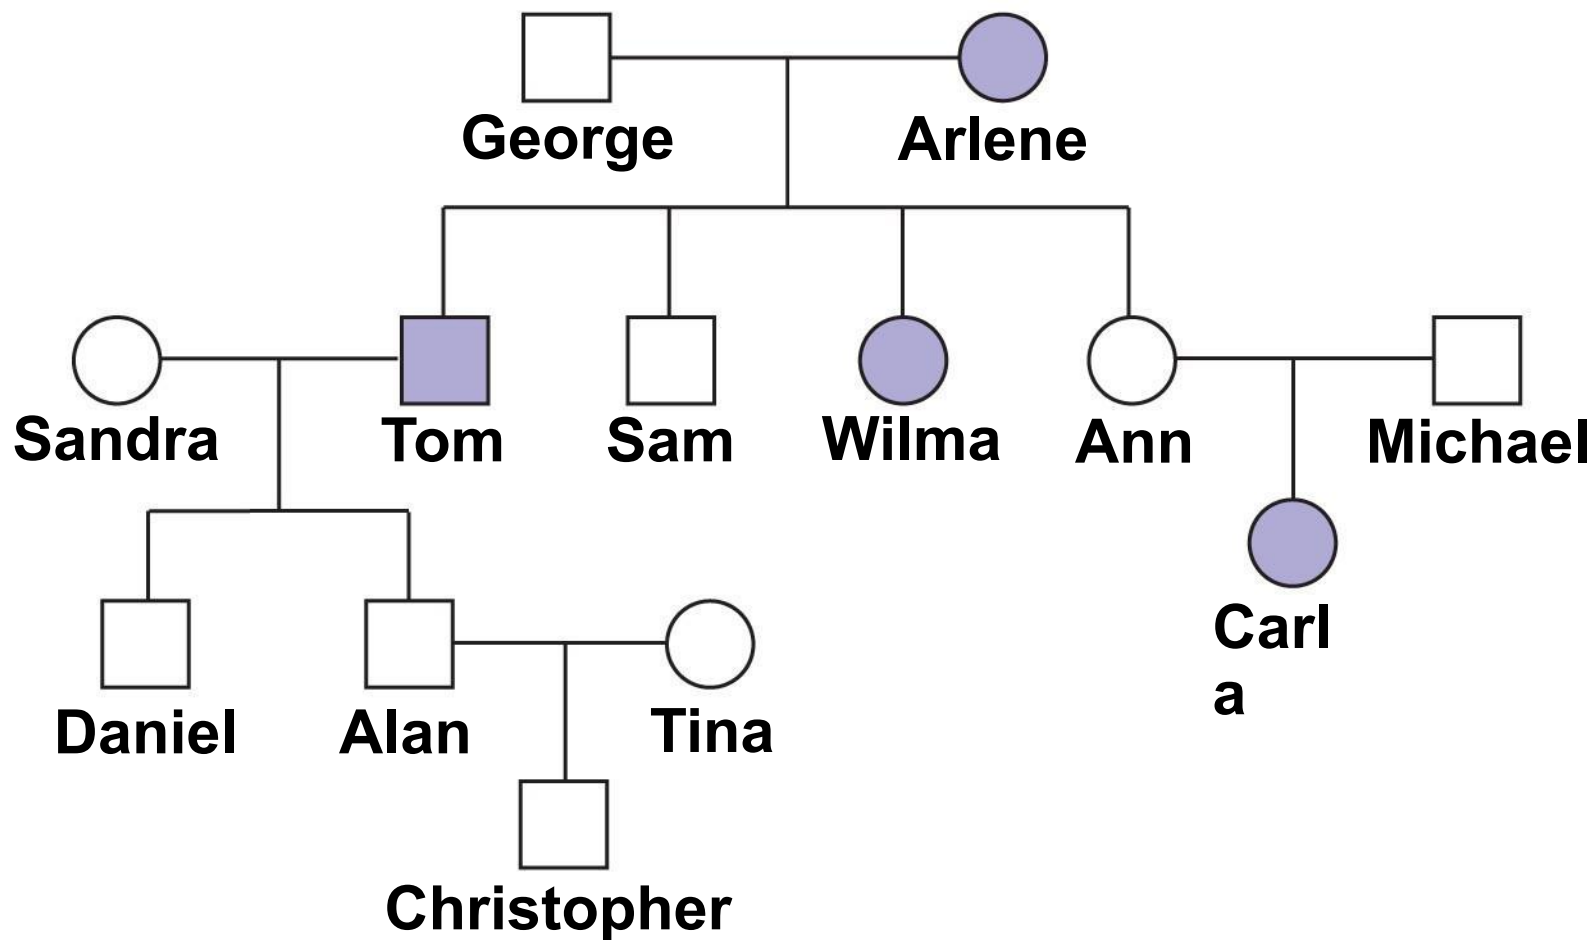 George
Arlene
Sandra
Tom
Sam
Wilma
Ann
Michael
Carl
a
Daniel
Alan
Tina
Christopher